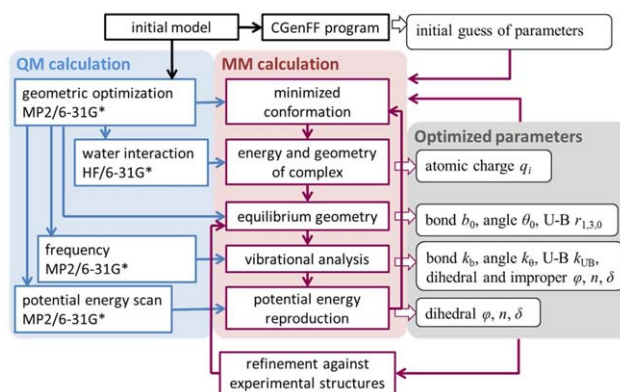 initial model
CGenFF program
initial guess of parameters
QM calculation
MM calculation
geometric optimization
MP2/6-31G*
minimized
conformation
Optimized parameters
water interaction
HF/6-31G*
energy and geometry
of complex
atomic charge qᵢ
equilibrium geometry
bond b₀, angle θ₀, U-B r₁,₃,₀
frequency
MP2/6-31G*
vibrational analysis
bond k_b, angle k_θ, U-B k_UB,
dihedral and improper φ, n, δ
potential energy scan
MP2/6-31G*
potential energy
reproduction
dihedral φ, n, δ
refinement against
experimental structures